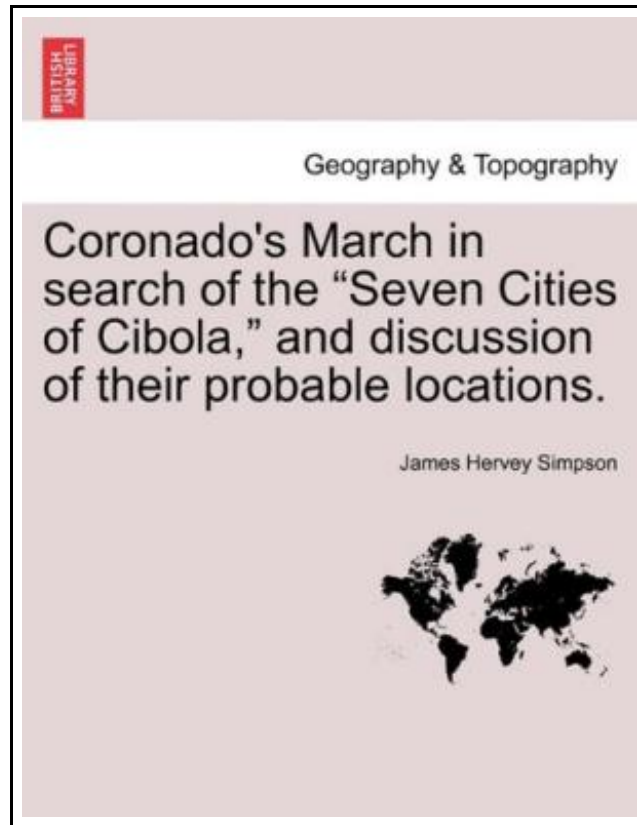 BRITISH
LIBRARY
Geography & Topography
Coronado's March in
search of the “Seven Cities
of Cibola,” and discussion
of their probable locations.
James Hervey Simpson